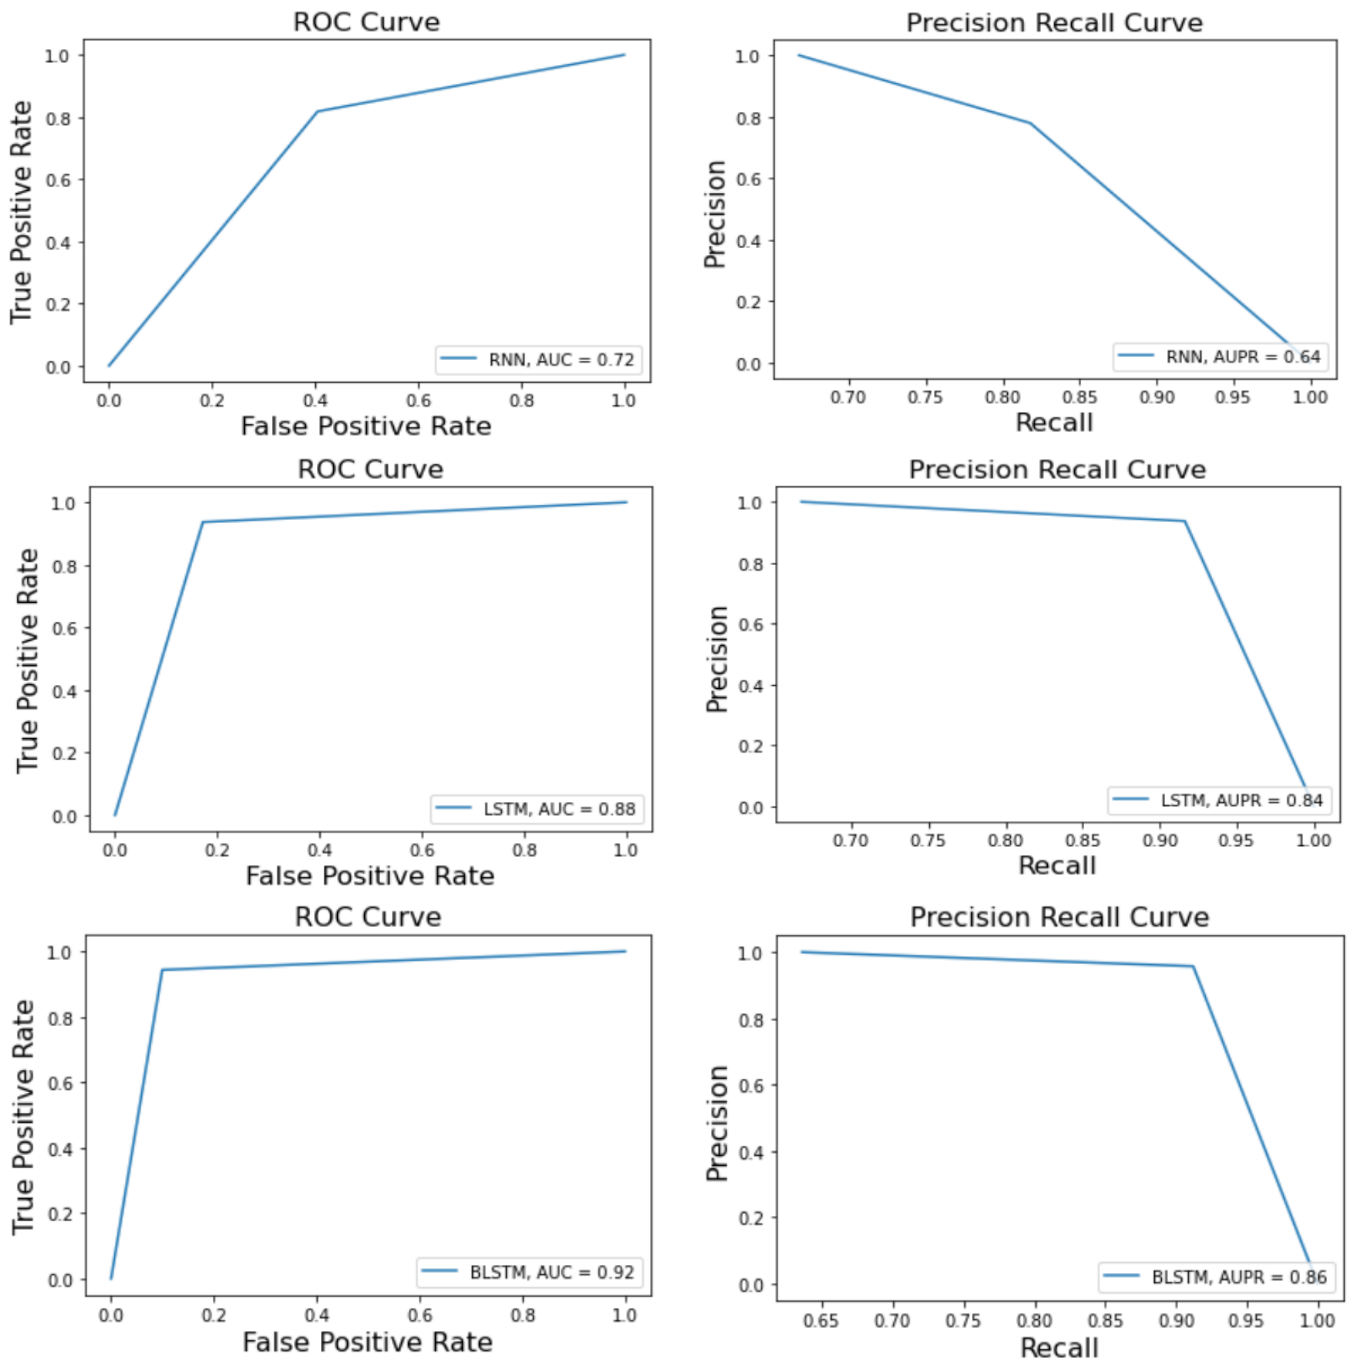 ROC Curve
True Positive Rate
1.0
0.8
0.6
0.4
0.2
0.0
RNN, AUC = 0.72
0.0 0.2 0.4 0.6 0.8 1.0
False Positive Rate
Precision Recall Curve
Precision
1.0
0.8
0.6
0.4
0.2
0.0
RNN, AUPR = 0.64
0.70 0.75 0.80 0.85 0.90 0.95 1.00
Recall
ROC Curve
True Positive Rate
1.0
0.8
0.6
0.4
0.2
0.0
LSTM, AUC = 0.88
0.0 0.2 0.4 0.6 0.8 1.0
False Positive Rate
Precision Recall Curve
Precision
1.0
0.8
0.6
0.4
0.2
0.0
LSTM, AUPR = 0.84
0.70 0.75 0.80 0.85 0.90 0.95 1.00
Recall
ROC Curve
True Positive Rate
1.0
0.8
0.6
0.4
0.2
0.0
BLSTM, AUC = 0.92
0.0 0.2 0.4 0.6 0.8 1.0
False Positive Rate
Precision Recall Curve
Precision
1.0
0.8
0.6
0.4
0.2
0.0
BLSTM, AUPR = 0.86
0.65 0.70 0.75 0.80 0.85 0.90 0.95 1.00
Recall